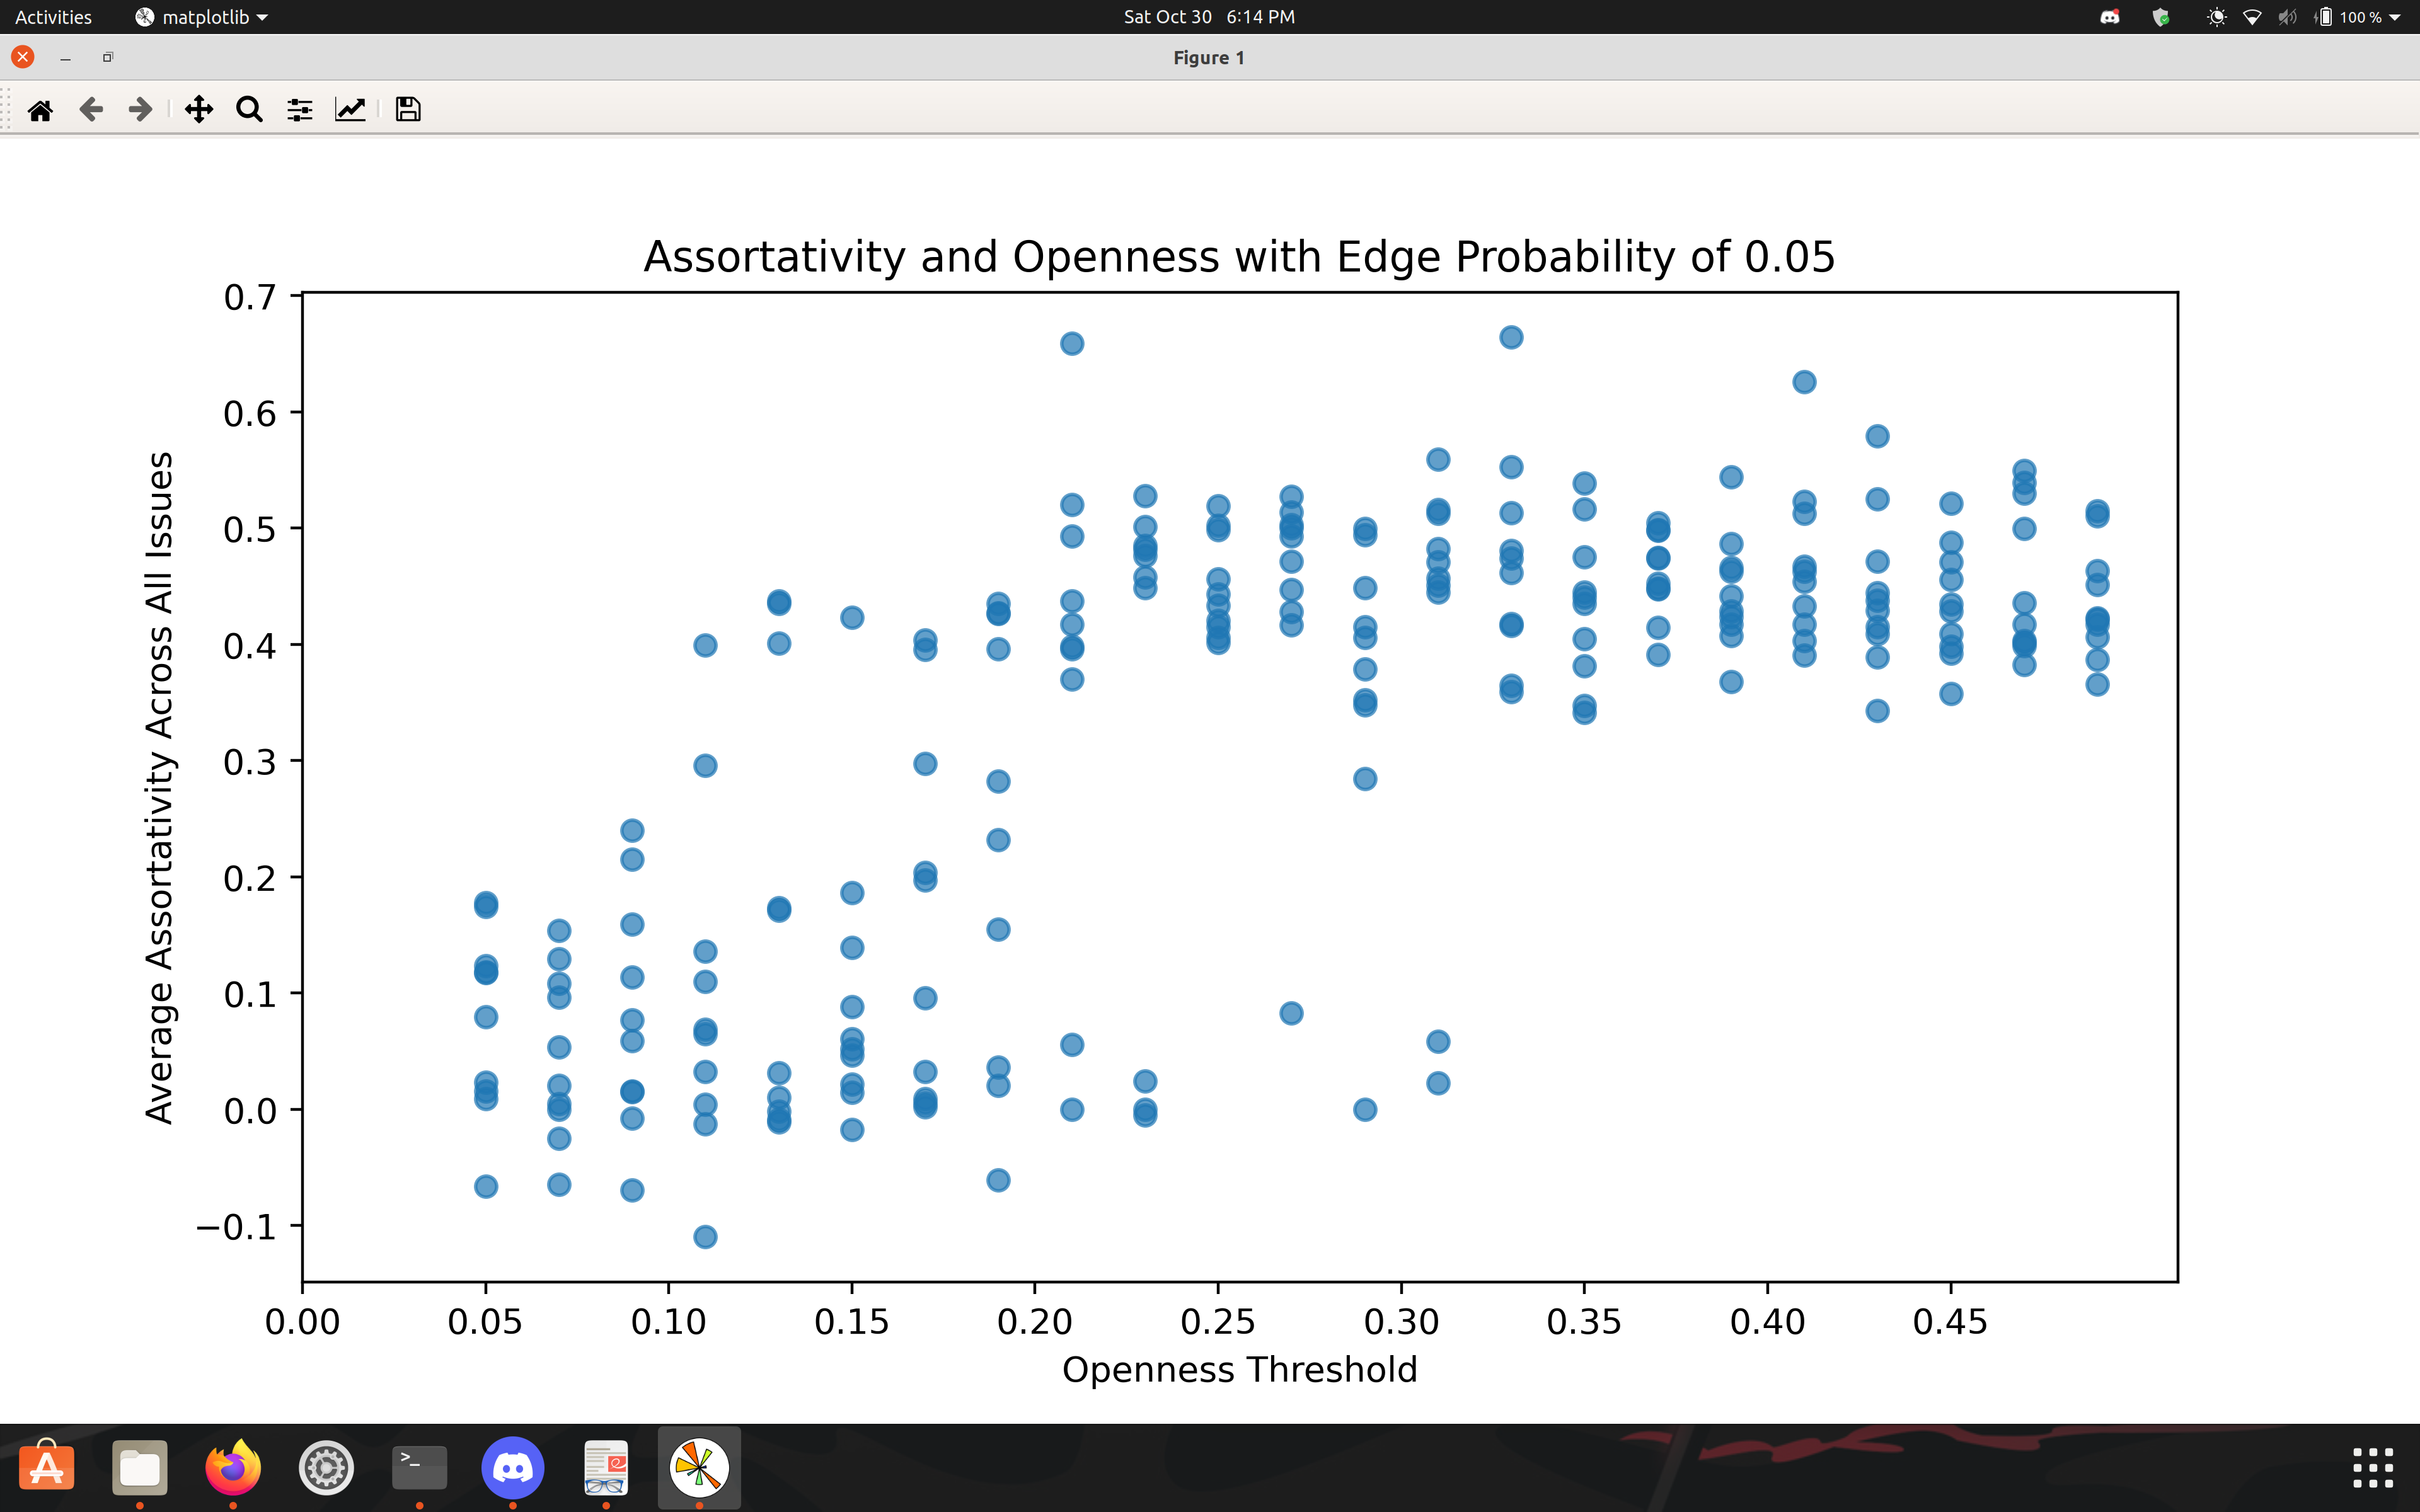 Activities
matplotlib
Sat Oct 30 6:14 PM
100 %
Figure 1
Assortativity and Openness with Edge Probability of 0.05
Average Assortativity Across All Issues
0.7
0.6
0.5
0.4
0.3
0.2
0.1
0.0
−0.1
0.00 0.05 0.10 0.15 0.20 0.25 0.30 0.35 0.40 0.45
Openness Threshold